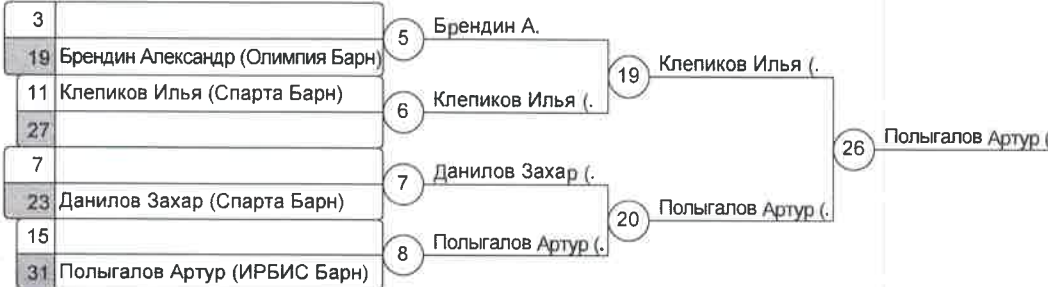 3
19 Брендин Александр (Олимпия Барн)
5 Брендин А.
11 Клепиков Илья (Спарта Барн)
27
6 Клепиков Илья (.
19 Клепиков Илья (.
7
23 Данилов Захар (Спарта Барн)
7 Данилов Захар (.
15
31 Полыгалов Артур (ИРБИС Барн)
8 Полыгалов Артур (.
20 Полыгалов Артур (.
26 Полыгалов Артур (